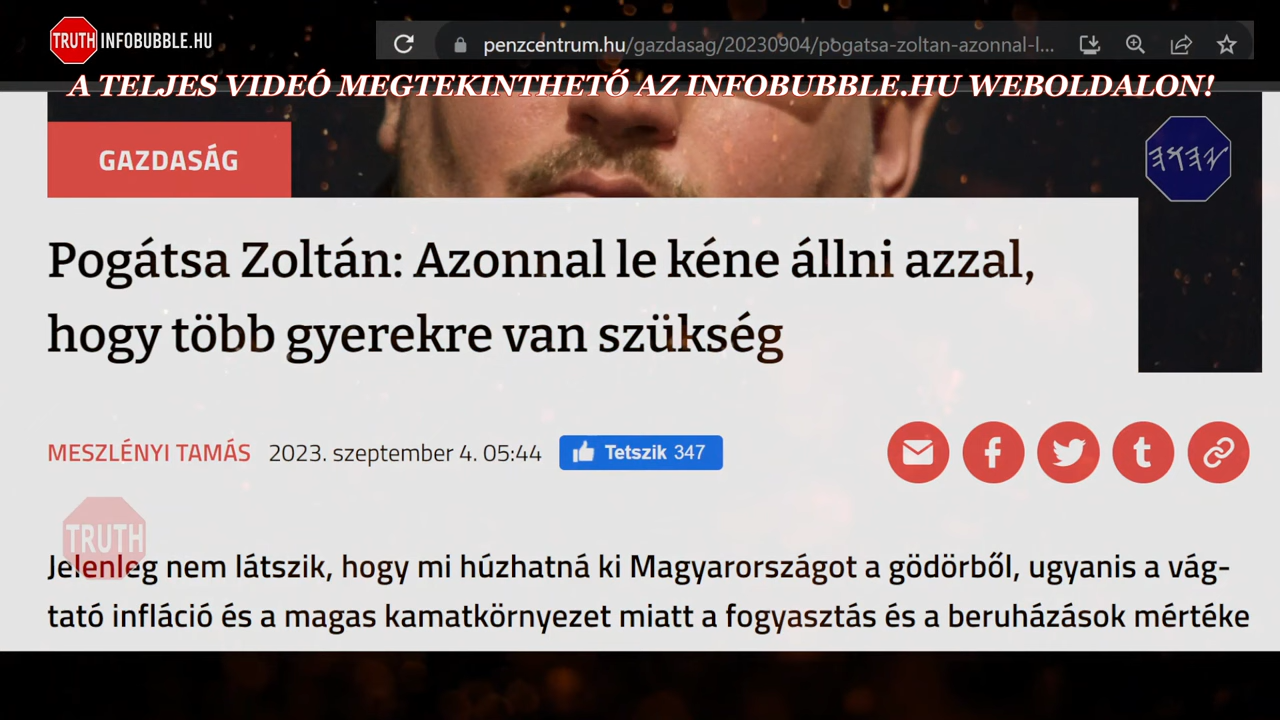 TRUTH INFOBUBBLE.HU
penzcentrum.hu/gazdasag/20230904/pogatsa-zoltan-azonnal-l...
A TELJES VIDEÓ MEGTEKINTHETŐ AZ INFOBUBBLE.HU WEBOLDALON!
GAZDASÁG
𐤉𐤄𐤅𐤄
Pogátsa Zoltán: Azonnal le kéne állni azzal,
hogy több gyerekre van szükség
MESZLÉNYI TAMÁS 2023. szeptember 4. 05:44 Tetszik 347
TRUTH
Jelenleg nem látszik, hogy mi húzhatná ki Magyarországot a gödörből, ugyanis a vág-
tató infláció és a magas kamatkörnyezet miatt a fogyasztás és a beruházások mértéke